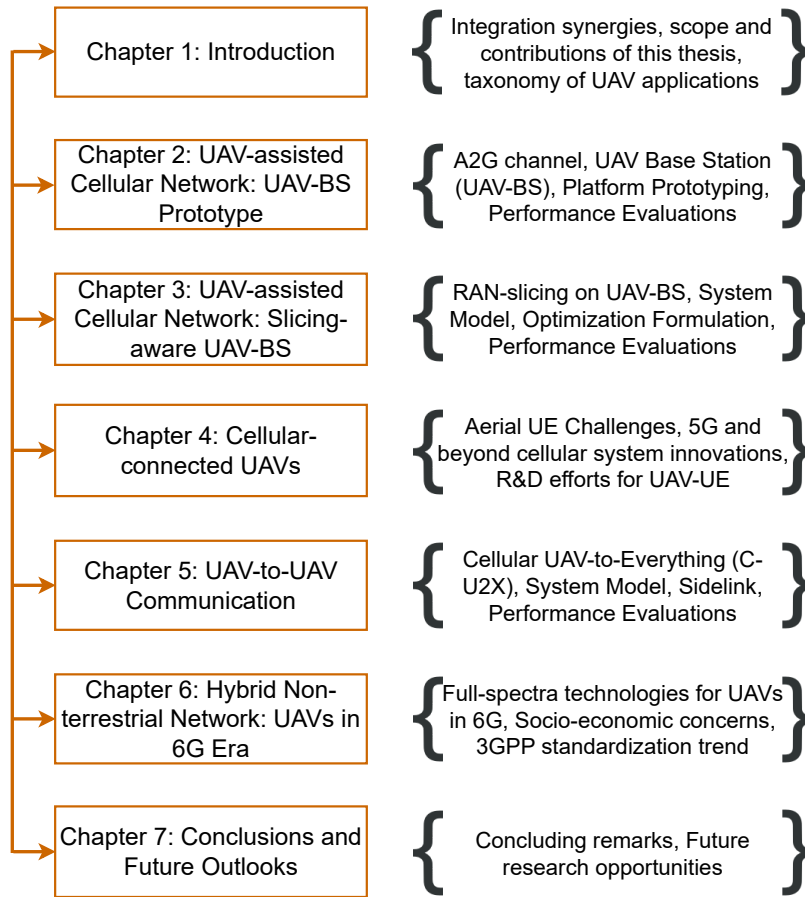 Chapter 1: Introduction
Integration synergies, scope and
contributions of this thesis,
taxonomy of UAV applications
Chapter 2: UAV-assisted
Cellular Network: UAV-BS
Prototype
A2G channel, UAV Base Station
(UAV-BS), Platform Prototyping,
Performance Evaluations
Chapter 3: UAV-assisted
Cellular Network: Slicing-
aware UAV-BS
RAN-slicing on UAV-BS, System
Model, Optimization Formulation,
Performance Evaluations
Chapter 4: Cellular-
connected UAVs
Aerial UE Challenges, 5G and
beyond cellular system innovations,
R&D efforts for UAV-UE
Chapter 5: UAV-to-UAV
Communication
Cellular UAV-to-Everything (C-
U2X), System Model, Sidelink,
Performance Evaluations
Chapter 6: Hybrid Non-
terrestrial Network: UAVs in
6G Era
Full-spectra technologies for UAVs
in 6G, Socio-economic concerns,
3GPP standardization trend
Chapter 7: Conclusions and
Future Outlooks
Concluding remarks, Future
research opportunities